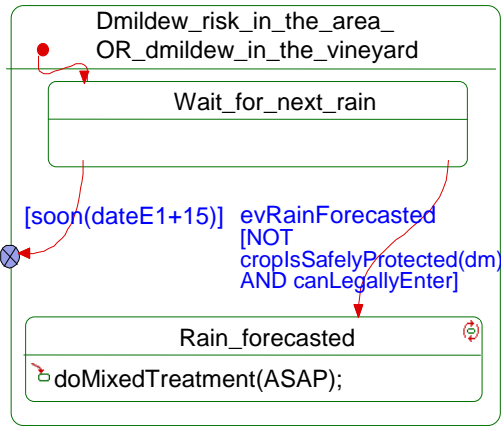 Dmildew_risk_in_the_area_
OR_dmildew_in_the_vineyard
Wait_for_next_rain
[soon(dateE1+15)]
evRainForecasted
[NOT
cropIsSafelyProtected(dm)
AND canLegallyEnter]
Rain_forecasted
doMixedTreatment(ASAP);